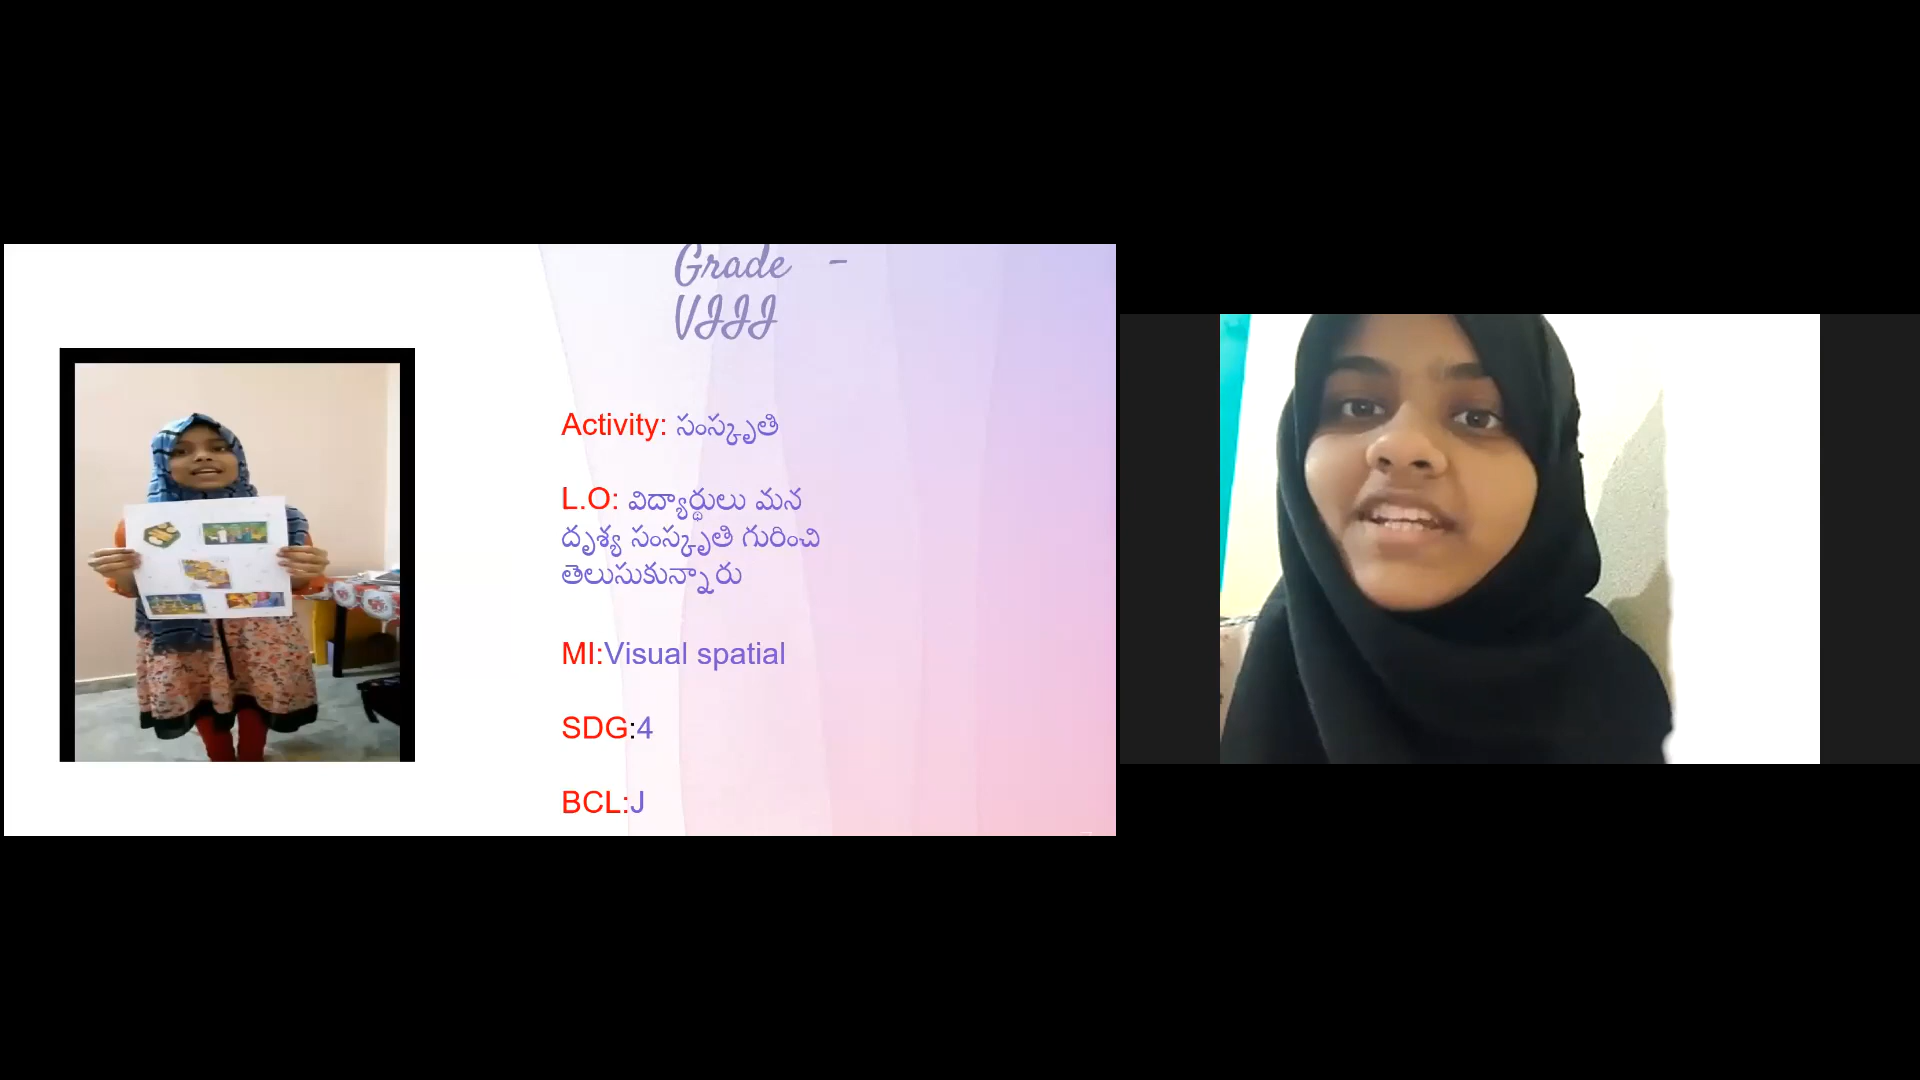 Grade -
VIII
Activity: సంస్కృతి
L.O: విద్యార్థులు మన
దృశ్య సంస్కృతి గురించి
తెలుసుకున్నారు
MI:Visual spatial
SDG:4
BCL:J